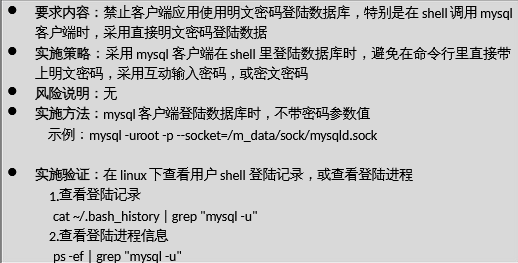 ● 要求内容：禁止客户端应用使用明文密码登陆数据库，特别是在 shell 调用 mysql
客户端时，采用直接明文密码登陆数据
● 实施策略：采用 mysql 客户端在 shell 里登陆数据库时，避免在命令行里直接带
上明文密码，采用互动输入密码，或密文密码
● 风险说明：无
● 实施方法：mysql 客户端登陆数据库时，不带密码参数值
示例：mysql -uroot -p --socket=/m_data/sock/mysqld.sock
● 实施验证：在 linux 下查看用户 shell 登陆记录，或查看登陆进程
1.查看登陆记录
cat ~/.bash_history | grep "mysql -u"
2.查看登陆进程信息
ps -ef | grep "mysql -u"